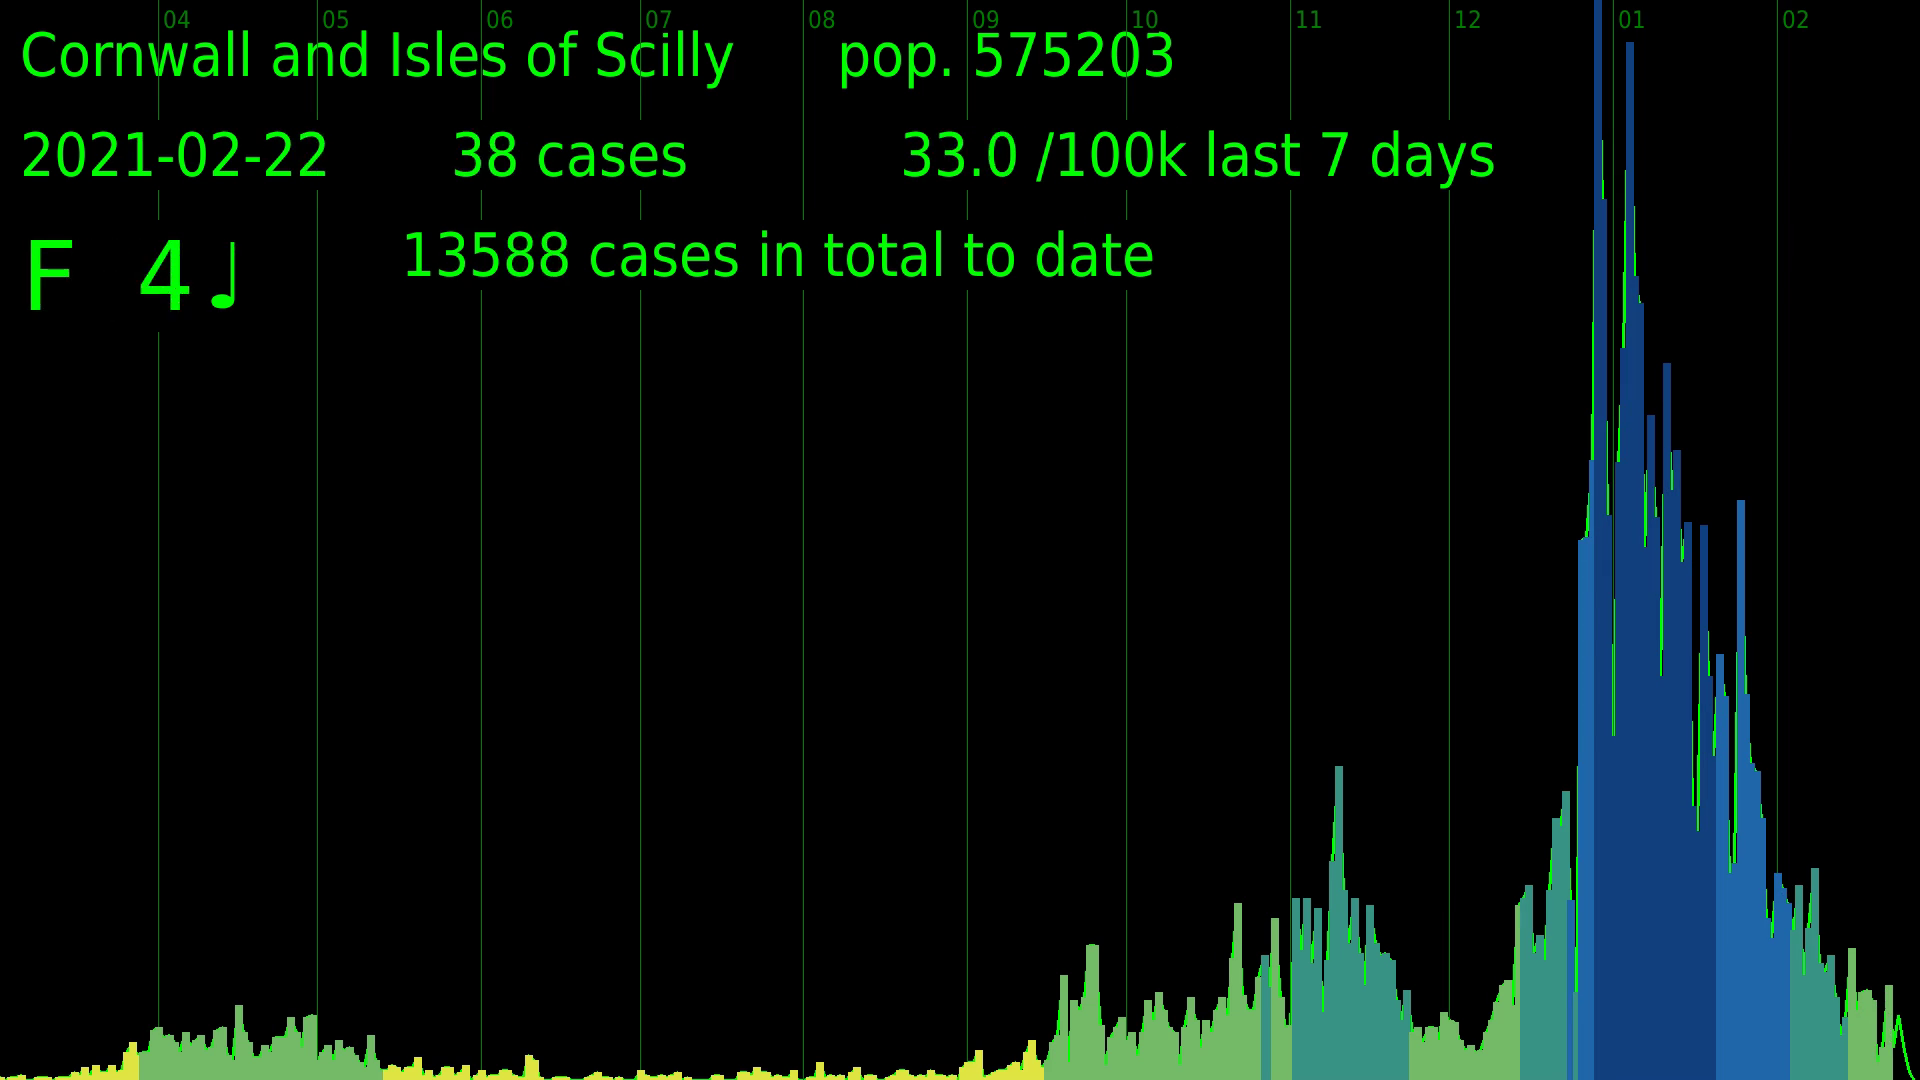 04 05 06 07 08 09 10 11 12 01 02
Cornwall and Isles of Scilly pop. 575203
2021-02-22 38 cases 33.0 /100k last 7 days
F 4♩ 13588 cases in total to date